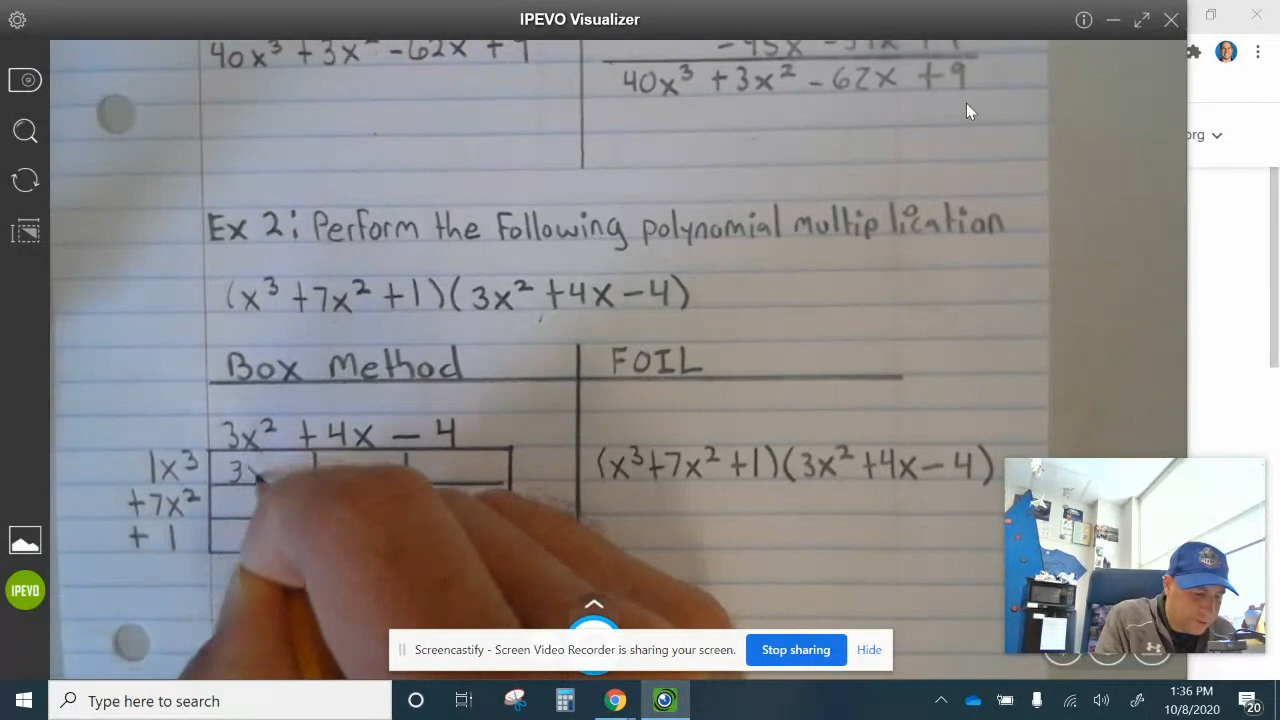 IPEVO Visualizer
40x³ + 3x² - 62x + 9
40x³ + 3x² - 62x + 9
org
Ex 2: Perform the Following polynomial multiplication
(x³ + 7x² + 1)(3x² + 4x - 4)
Box Method
FOIL
3x² + 4x - 4
1x³ 3x
+ 7x²
+ 1
(x³ + 7x² + 1)(3x² + 4x - 4)
IPEVO
Screencastify - Screen Video Recorder is sharing your screen.
Stop sharing
Hide
Type here to search
1:36 PM
10/8/2020
20